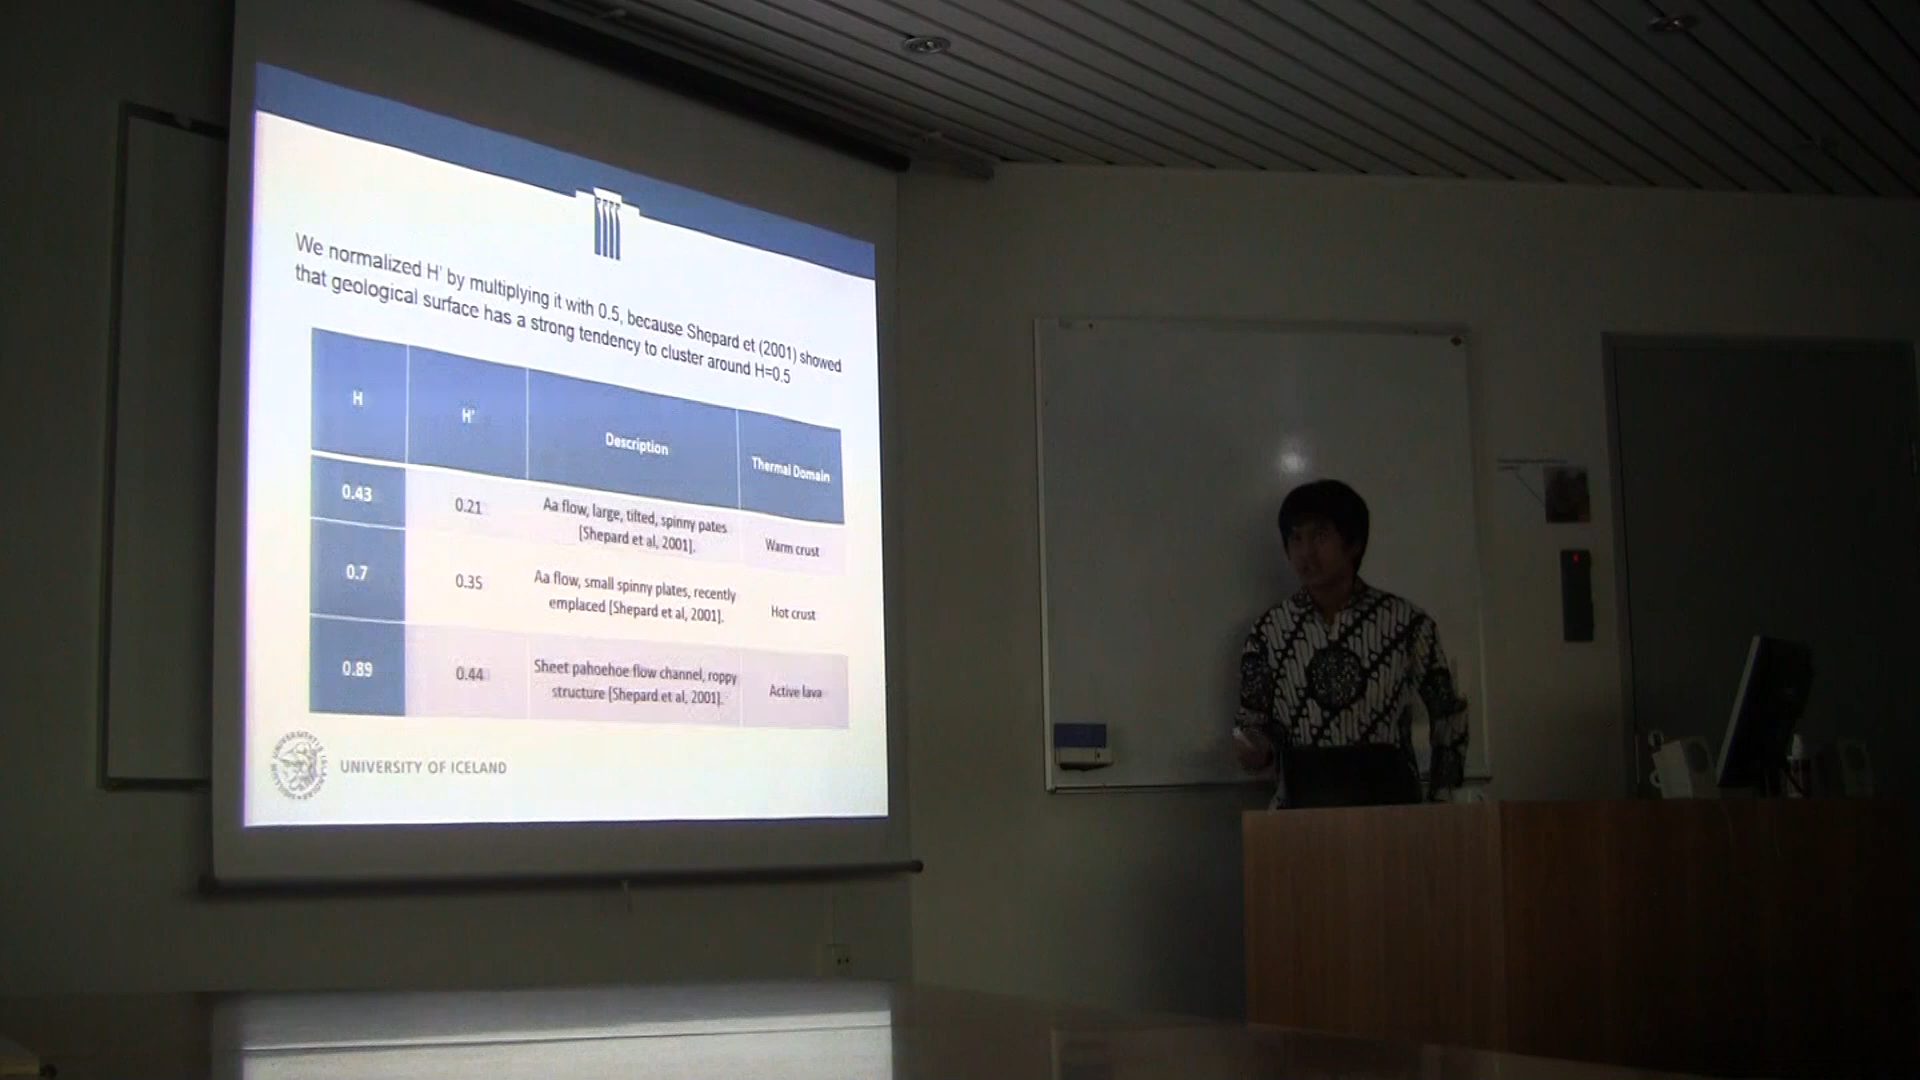 We normalized H' by multiplying it with 0.5, because Shepard et (2001) showed
that geological surface has a strong tendency to cluster around H=0.5
H
H'
Description
Thermal Domain
0.43
0.21
Aa flow, large, tilted, spinny pates
[Shepard et al, 2001].
Warm crust
0.7
0.35
Aa flow, small spinny plates, recently
emplaced [Shepard et al, 2001].
Hot crust
0.89
0.44
Sheet pahoehoe flow channel, roppy
structure [Shepard et al, 2001].
Active lava
UNIVERSITY OF ICELAND